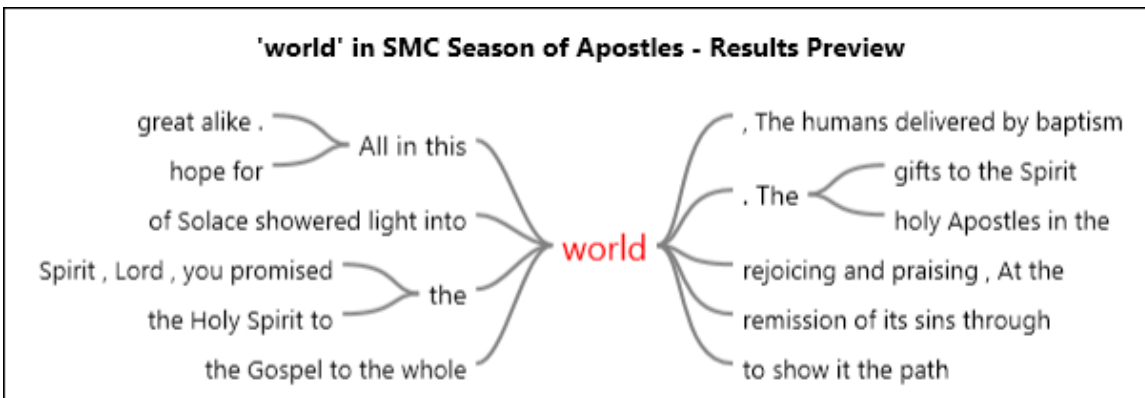 'world' in SMC Season of Apostles - Results Preview
great alike .
hope for
All in this
of Solace showered light into
Spirit , Lord , you promised
the Holy Spirit to
the
the Gospel to the whole
world
, The humans delivered by baptism
. The
gifts to the Spirit
holy Apostles in the
rejoicing and praising , At the
remission of its sins through
to show it the path